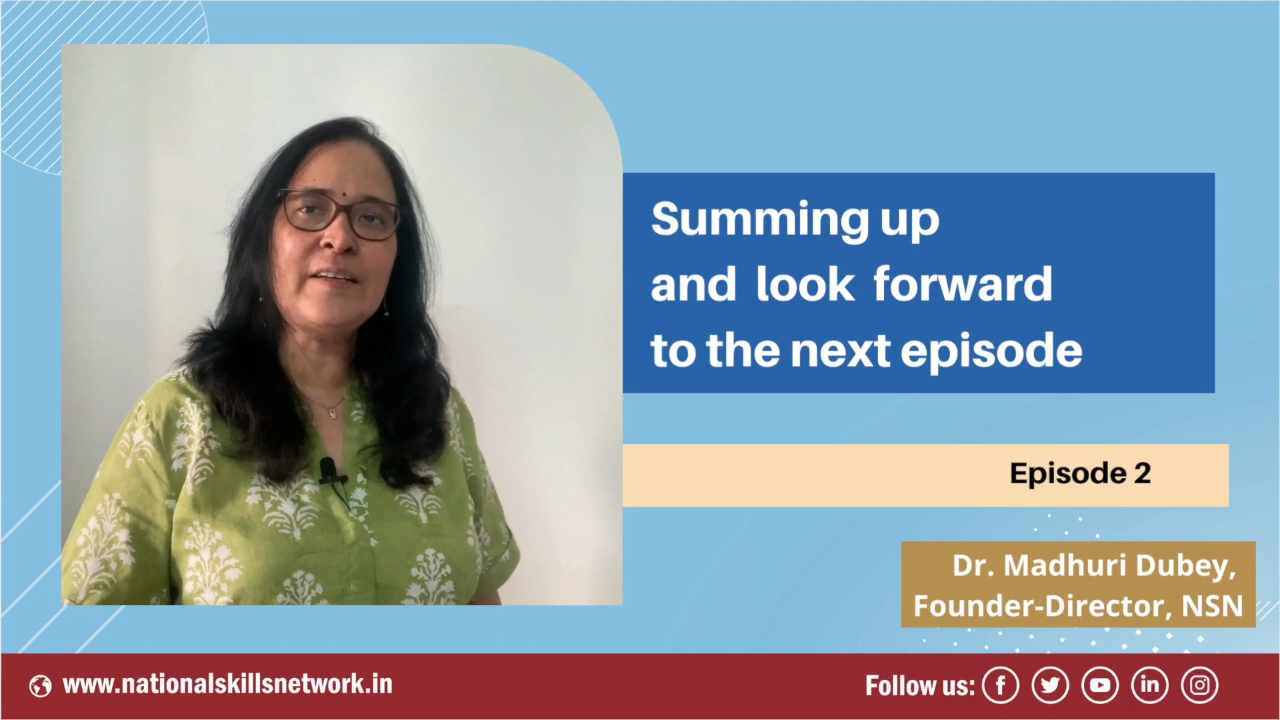 Summing up
and look forward
to the next episode
Episode 2
Dr. Madhuri Dubey,
Founder-Director, NSN
www.nationalskillsnetwork.in
Follow us: